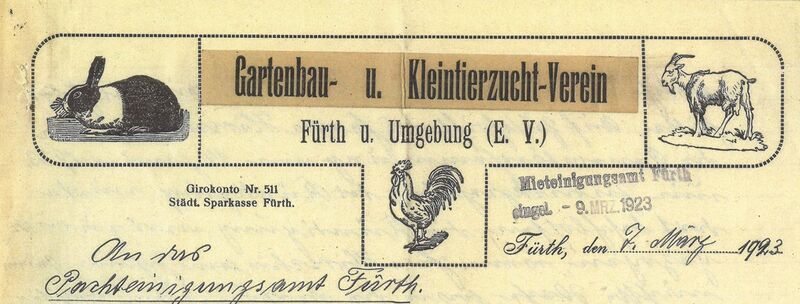 Gartenbau- u. Kleintierzucht-Verein
Fürth u. Umgebung (E. V.)
Girokonto Nr. 511
Städt. Sparkasse Fürth.
Mieteinigungsamt Fürth
eingel. - 9. MRZ. 1923
Fürth, den 7. März 1923
An das
Pachteinigungsamt Fürth.